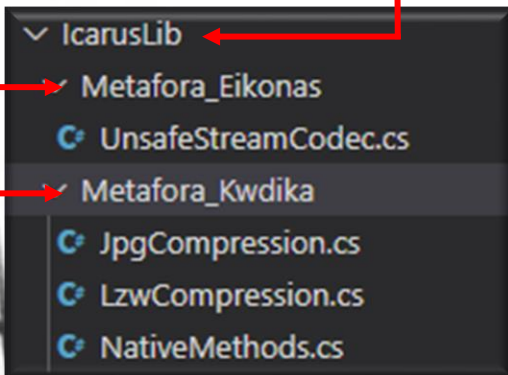 IcarusLib
Metafora_Eikonas
C# UnsafeStreamCodec.cs
Metafora_Kwdika
C# JpgCompression.cs
C# LzwCompression.cs
C# NativeMethods.cs